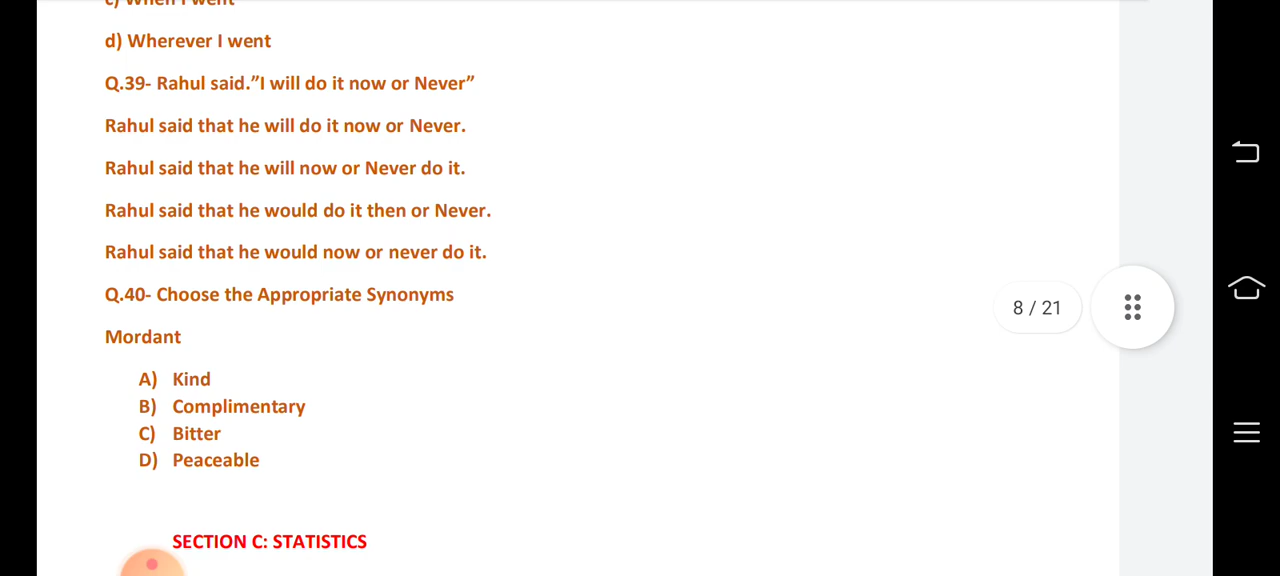 c) When I went
d) Wherever I went
Q.39- Rahul said.”I will do it now or Never”
Rahul said that he will do it now or Never.
Rahul said that he will now or Never do it.
Rahul said that he would do it then or Never.
Rahul said that he would now or never do it.
Q.40- Choose the Appropriate Synonyms
8 / 21
Mordant
A) Kind
B) Complimentary
C) Bitter
D) Peaceable
SECTION C: STATISTICS